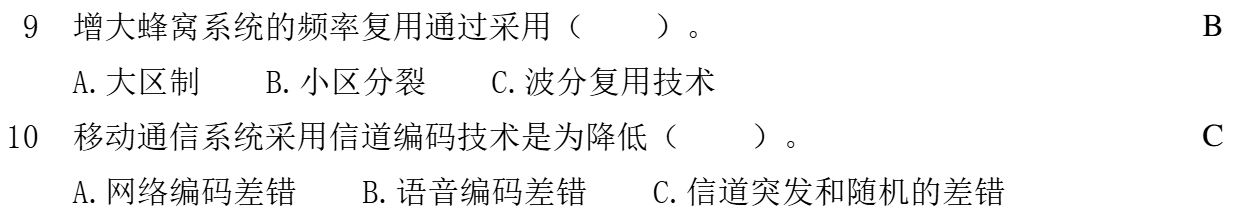 9 增大蜂窝系统的频率复用通过采用（ ）。 B
A.大区制 B.小区分裂 C.波分复用技术
10 移动通信系统采用信道编码技术是为降低（ ）。 C
A.网络编码差错 B.语音编码差错 C.信道突发和随机的差错